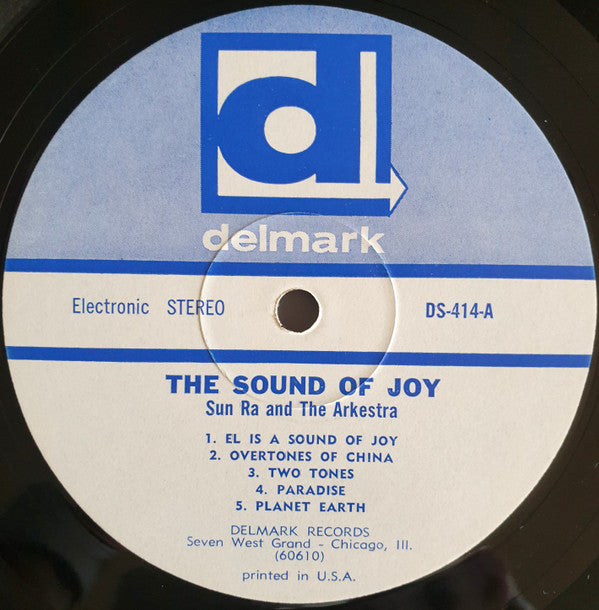 d
delmark
Electronic STEREO DS-414-A
THE SOUND OF JOY
Sun Ra and The Arkestra
1. EL IS A SOUND OF JOY
2. OVERTONES OF CHINA
3. TWO TONES
4. PARADISE
5. PLANET EARTH
DELMARK RECORDS
Seven West Grand - Chicago, Ill.
(60610)
printed in U.S.A.